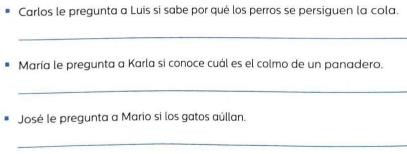 Carlos le pregunta a Luis si sabe por qué los perros se persiguen la cola.
María le pregunta a Karla si conoce cuál es el colmo de un panadero.
José le pregunta a Mario si los gatos aúllan.